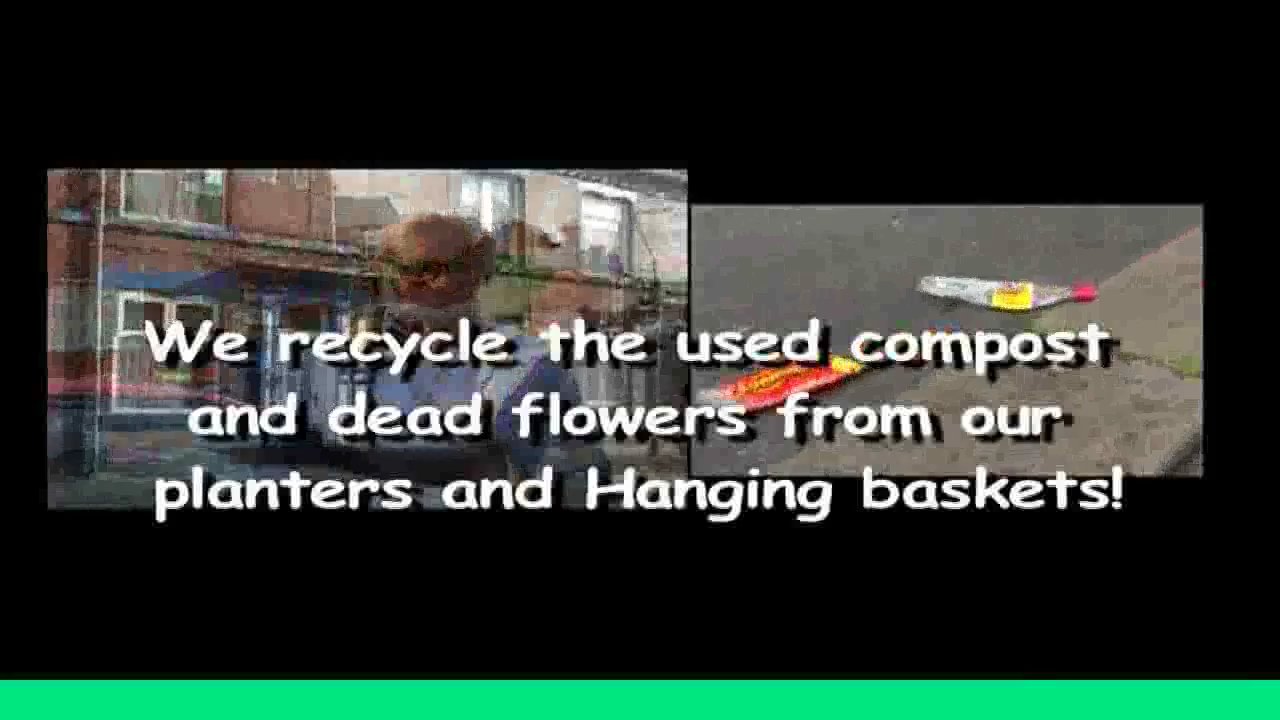 We recycle the used compost
and dead flowers from our
planters and Hanging baskets!